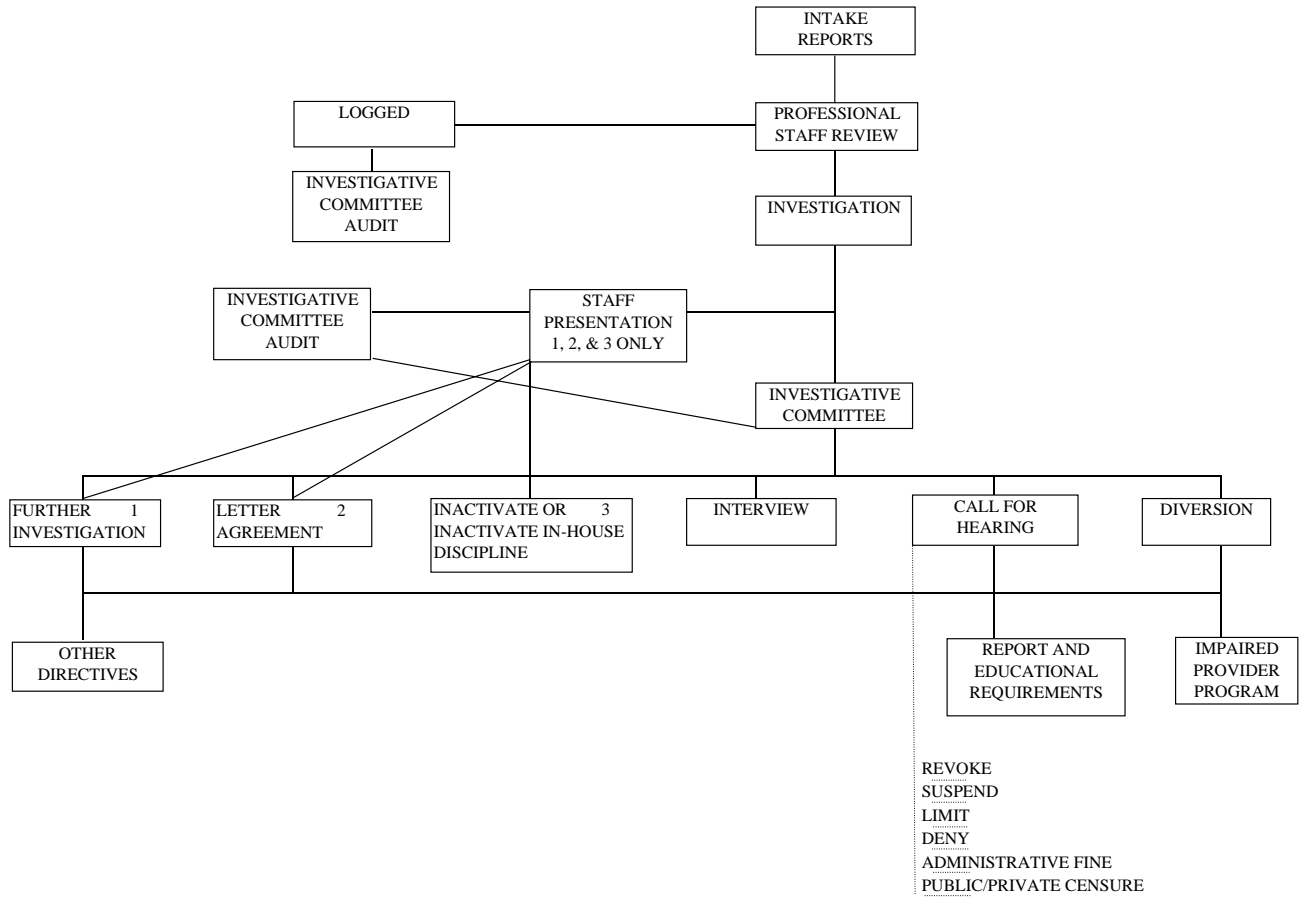 INTAKE
REPORTS
LOGGED
PROFESSIONAL
STAFF REVIEW
INVESTIGATIVE
COMMITTEE
AUDIT
INVESTIGATION
INVESTIGATIVE
COMMITTEE
AUDIT
STAFF
PRESENTATION
1, 2, & 3 ONLY
INVESTIGATIVE
COMMITTEE
FURTHER 1
INVESTIGATION
LETTER 2
AGREEMENT
INACTIVATE OR 3
INACTIVATE IN-HOUSE
DISCIPLINE
INTERVIEW
CALL FOR
HEARING
DIVERSION
OTHER
DIRECTIVES
REPORT AND
EDUCATIONAL
REQUIREMENTS
IMPAIRED
PROVIDER
PROGRAM
REVOKE
SUSPEND
LIMIT
DENY
ADMINISTRATIVE FINE
PUBLIC/PRIVATE CENSURE